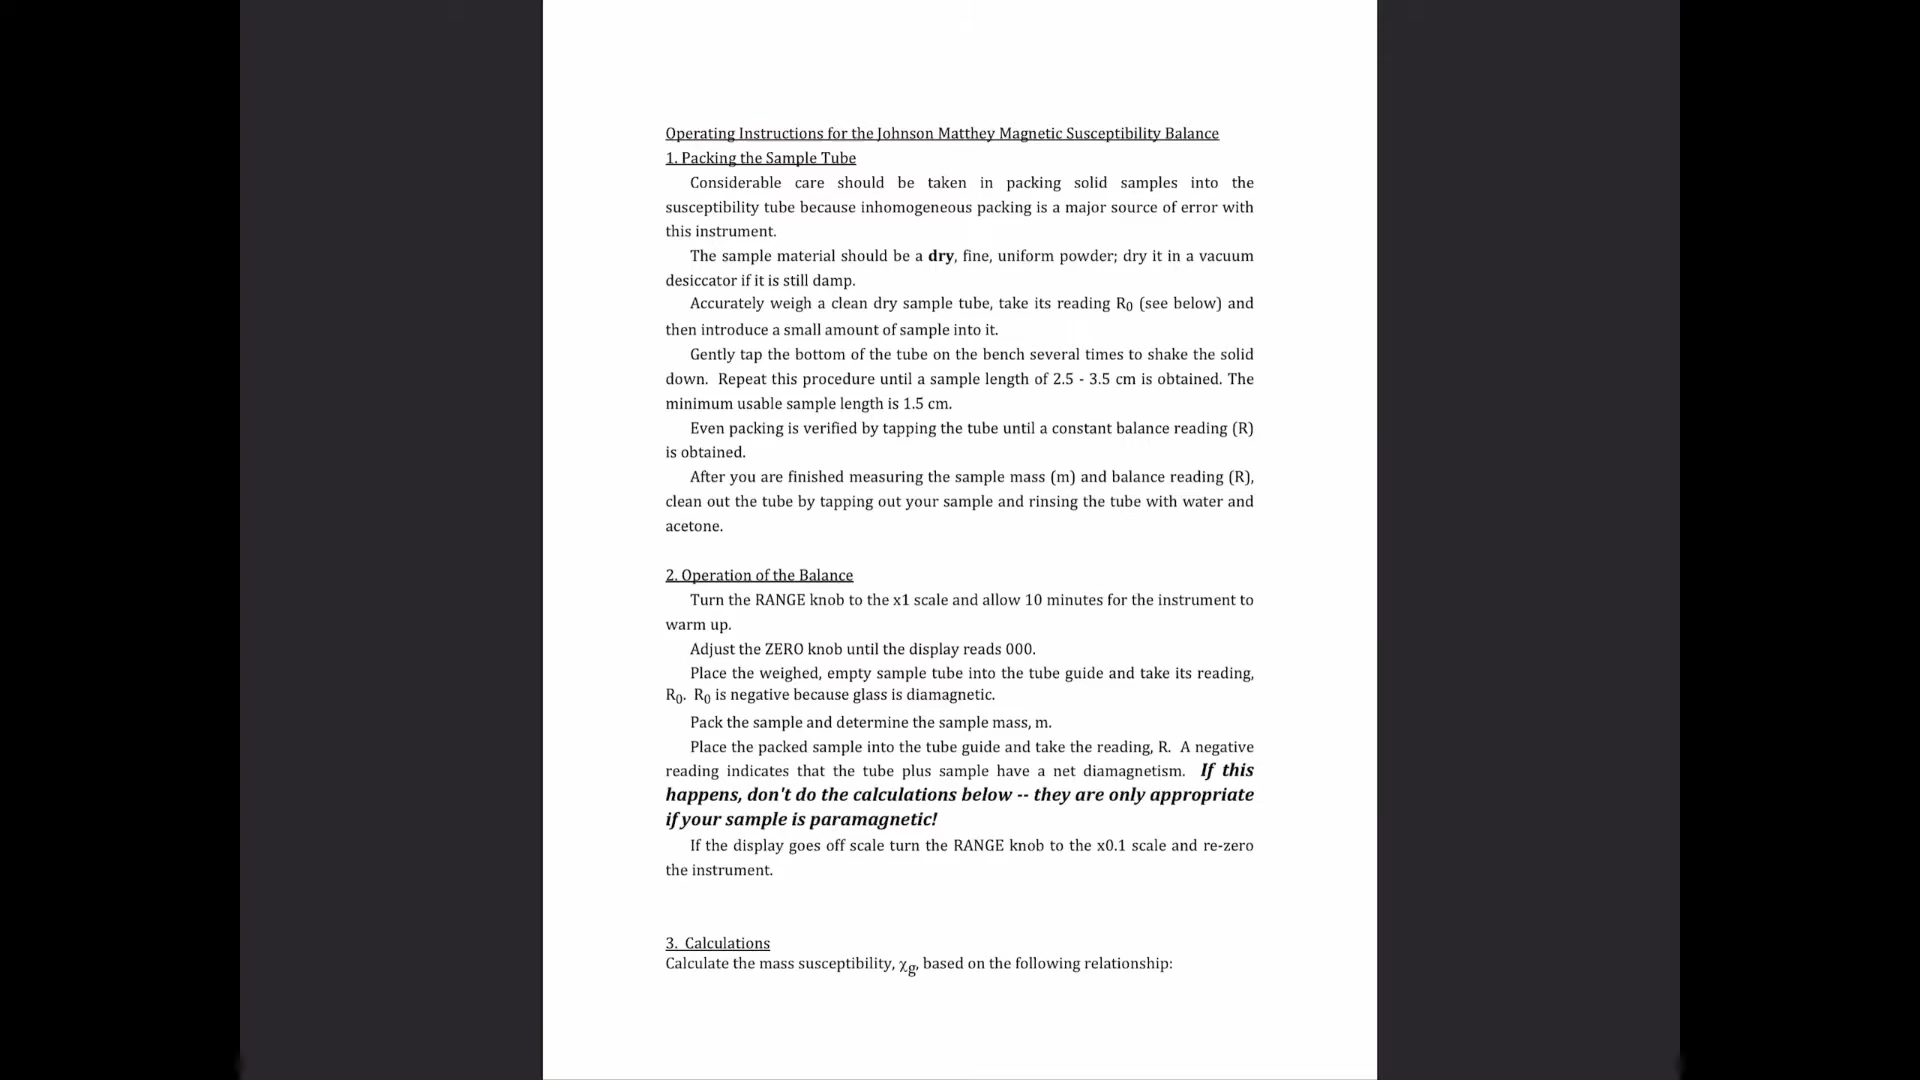 Operating Instructions for the Johnson Matthey Magnetic Susceptibility Balance
1. Packing the Sample Tube
Considerable care should be taken in packing solid samples into the
susceptibility tube because inhomogeneous packing is a major source of error with
this instrument.
The sample material should be a dry, fine, uniform powder; dry it in a vacuum
desiccator if it is still damp.
Accurately weigh a clean dry sample tube, take its reading R0 (see below) and
then introduce a small amount of sample into it.
Gently tap the bottom of the tube on the bench several times to shake the solid
down. Repeat this procedure until a sample length of 2.5 - 3.5 cm is obtained. The
minimum usable sample length is 1.5 cm.
Even packing is verified by tapping the tube until a constant balance reading (R)
is obtained.
After you are finished measuring the sample mass (m) and balance reading (R),
clean out the tube by tapping out your sample and rinsing the tube with water and
acetone.
2. Operation of the Balance
Turn the RANGE knob to the x1 scale and allow 10 minutes for the instrument to
warm up.
Adjust the ZERO knob until the display reads 000.
Place the weighed, empty sample tube into the tube guide and take its reading,
R0. R0 is negative because glass is diamagnetic.
Pack the sample and determine the sample mass, m.
Place the packed sample into the tube guide and take the reading, R. A negative
reading indicates that the tube plus sample have a net diamagnetism. If this
happens, don't do the calculations below -- they are only appropriate
if your sample is paramagnetic!
If the display goes off scale turn the RANGE knob to the x0.1 scale and re-zero
the instrument.
3. Calculations
Calculate the mass susceptibility, χg, based on the following relationship: